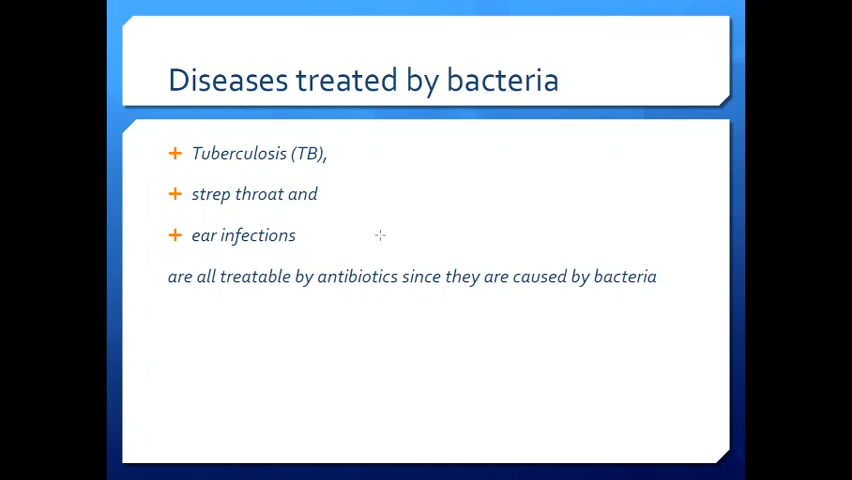 Diseases treated by bacteria
Tuberculosis (TB),
strep throat and
ear infections
are all treatable by antibiotics since they are caused by bacteria